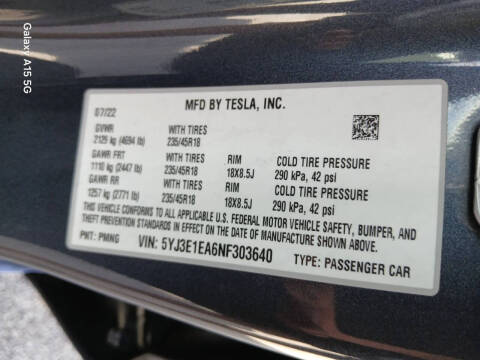 Galaxy A15 5G
MFD BY TESLA, INC.
07/22
GVWR WITH TIRES
2129 kg (4694 lb) 235/45R18
GAWR FRT WITH TIRES RIM COLD TIRE PRESSURE
1110 kg (2447 lb) 235/45R18 18X8.5J 290 kPa, 42 psi
GAWR RR WITH TIRES RIM COLD TIRE PRESSURE
1257 kg (2771 lb) 235/45R18 18X8.5J 290 kPa, 42 psi
THIS VEHICLE CONFORMS TO ALL APPLICABLE U.S. FEDERAL MOTOR VEHICLE SAFETY, BUMPER, AND
THEFT PREVENTION STANDARDS IN EFFECT ON THE DATE OF MANUFACTURE SHOWN ABOVE.
PNT: PMNG VIN: 5YJ3E1EA6NF303640 TYPE: PASSENGER CAR